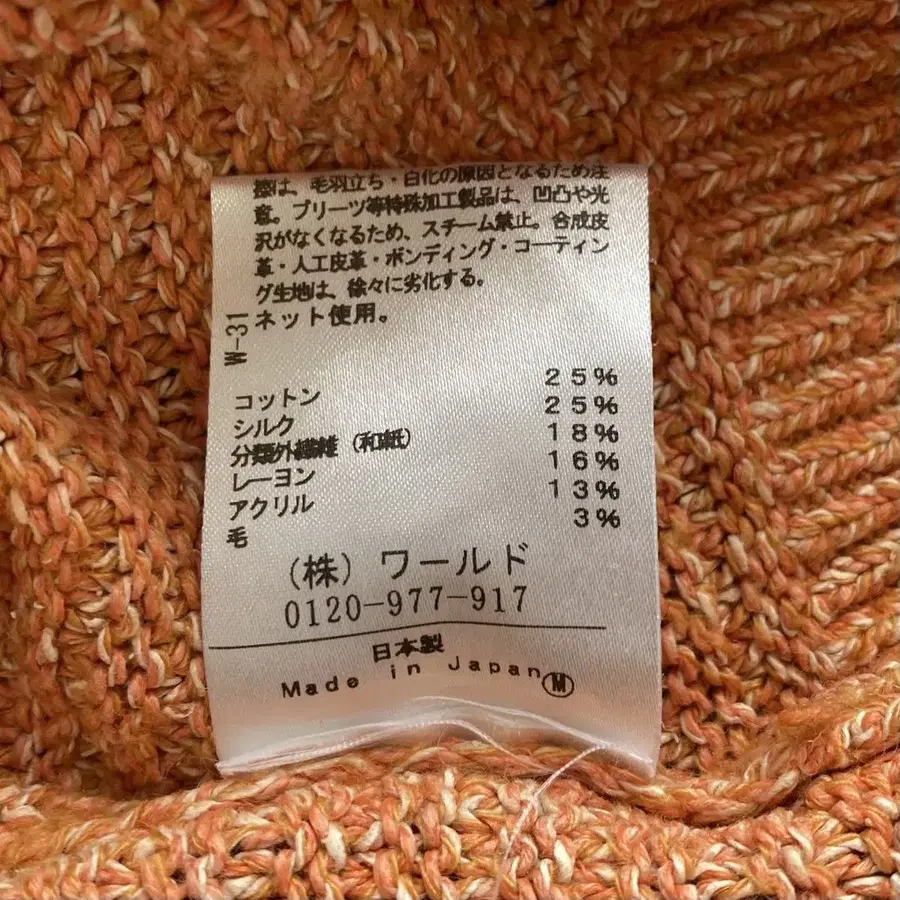 擦は、毛羽立ち・白化の原因となるため注
意。プリーツ等特殊加工製品は、凹凸や光
沢がなくなるため、スチーム禁止。合成皮
革・人工皮革・ボンディング・コーティン
グ生地は、徐々に劣化する。
ネット使用。
W-31
コットン 25%
シルク 25%
分類外繊維（和紙） 18%
レーヨン 16%
アクリル 13%
毛 3%
（株）ワールド
0120-977-917
日本製
Made in Japan Ⓜ